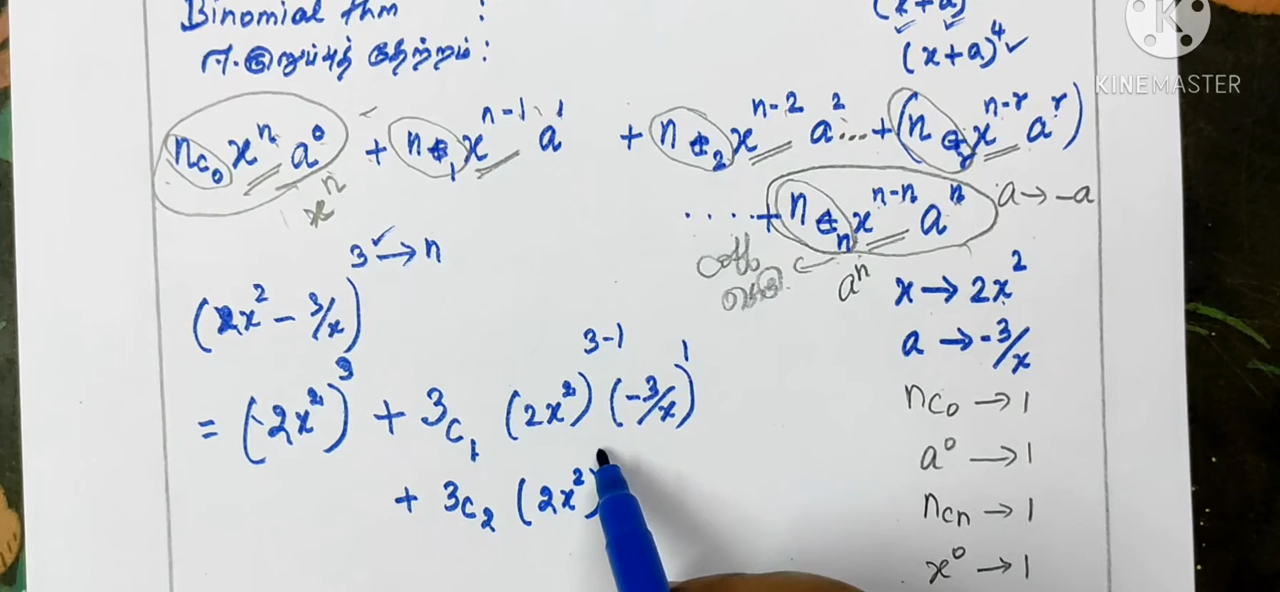 Binomial thm :
ஈ.உறுப்புத் தேற்றம் :
(x+a)
(x+a)⁴ ✓
KINEMASTER
nC₀ xⁿ a⁰ + nC₁ xⁿ⁻¹ a¹ + nC₂ xⁿ⁻² a² ... + (nCᵣ xⁿ⁻ʳ aʳ)
xⁿ
..... + nCₙ xⁿ⁻ⁿ aⁿ a → -a
aⁿ
3 → n
(2x² - 3/x)³
x → 2x²
a → -3/x
= (2x²)³ + 3C₁ (2x²)³⁻¹ (-3/x)¹
+ 3C₂ (2x²)
nC₀ → 1
a⁰ → 1
nCₙ → 1
x⁰ → 1